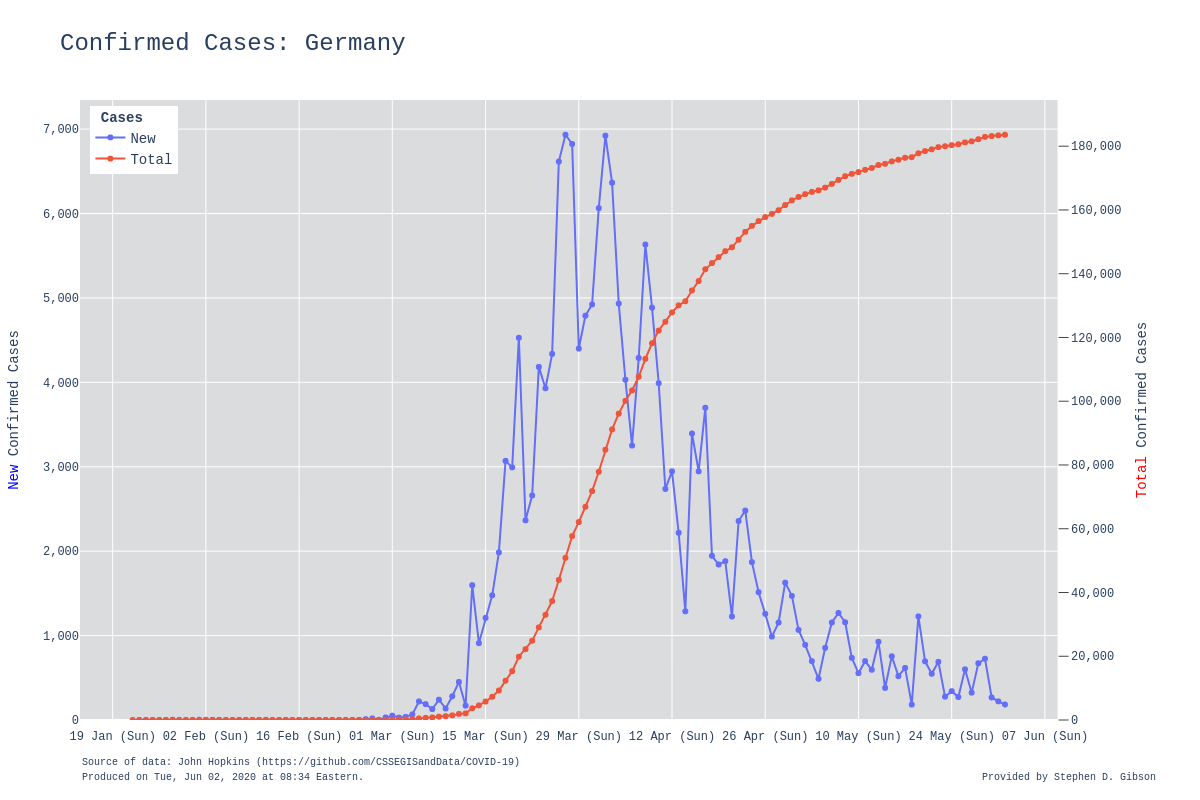 Confirmed Cases: Germany
Cases
New
Total
7,000
6,000
5,000
4,000
3,000
2,000
1,000
0
New Confirmed Cases
180,000
160,000
140,000
120,000
100,000
80,000
60,000
40,000
20,000
0
Total Confirmed Cases
19 Jan (Sun) 02 Feb (Sun) 16 Feb (Sun) 01 Mar (Sun) 15 Mar (Sun) 29 Mar (Sun) 12 Apr (Sun) 26 Apr (Sun) 10 May (Sun) 24 May (Sun) 07 Jun (Sun)
Source of data: John Hopkins (https://github.com/CSSEGISandData/COVID-19)
Produced on Tue, Jun 02, 2020 at 08:34 Eastern.
Provided by Stephen D. Gibson